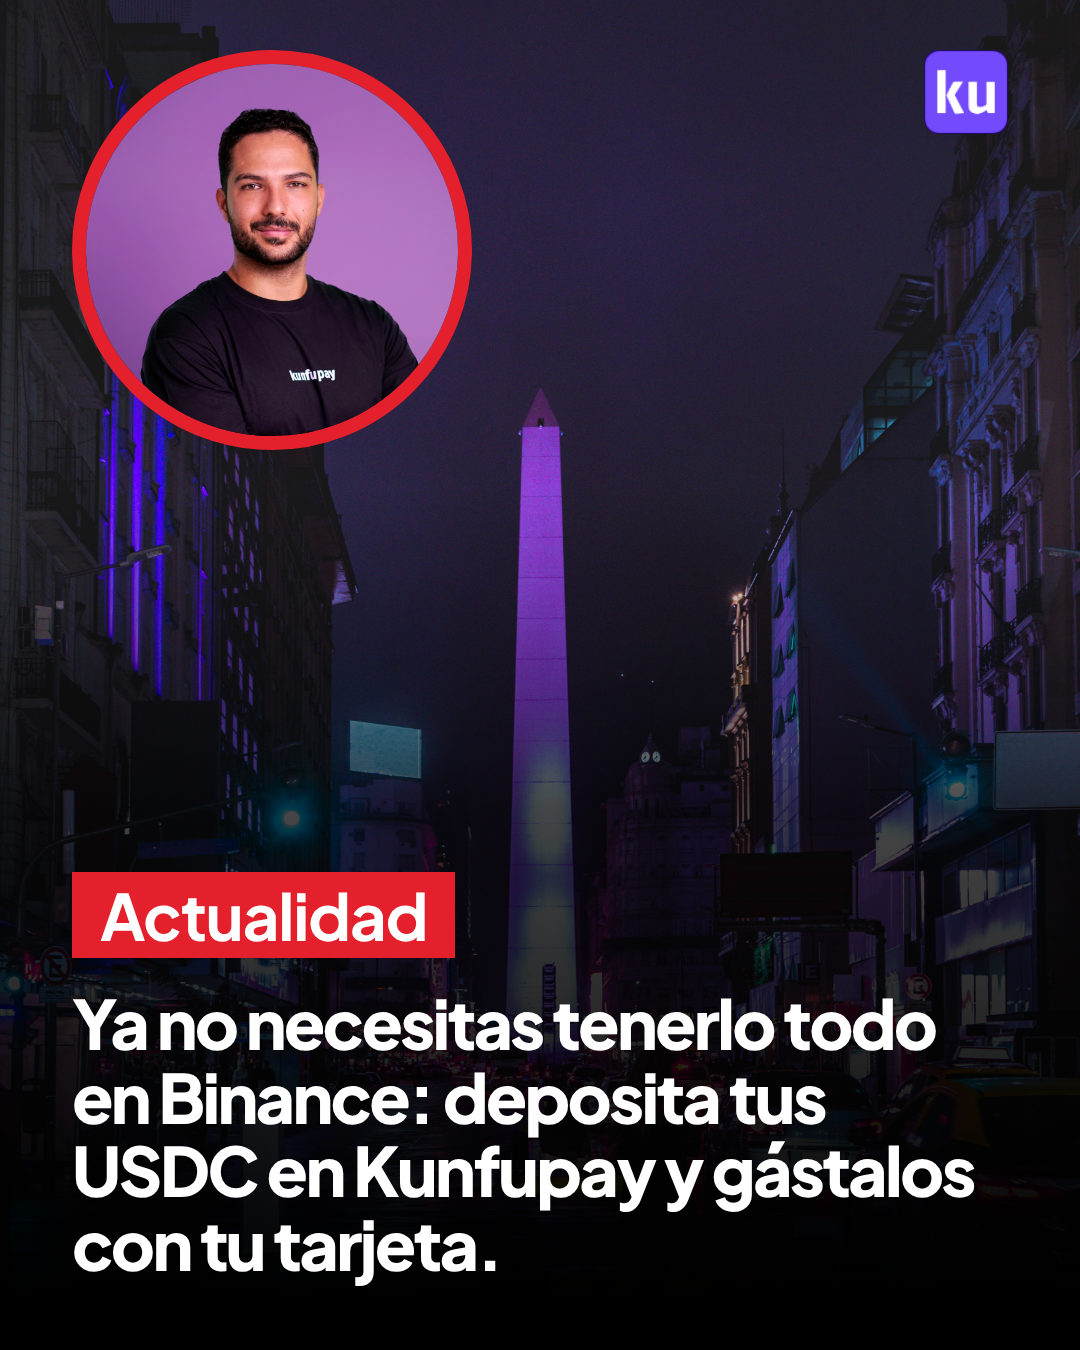 ku
kunfupay
Actualidad
Ya no necesitas tenerlo todo
en Binance: deposita tus
USDC en Kunfupay y gástalos
con tu tarjeta.